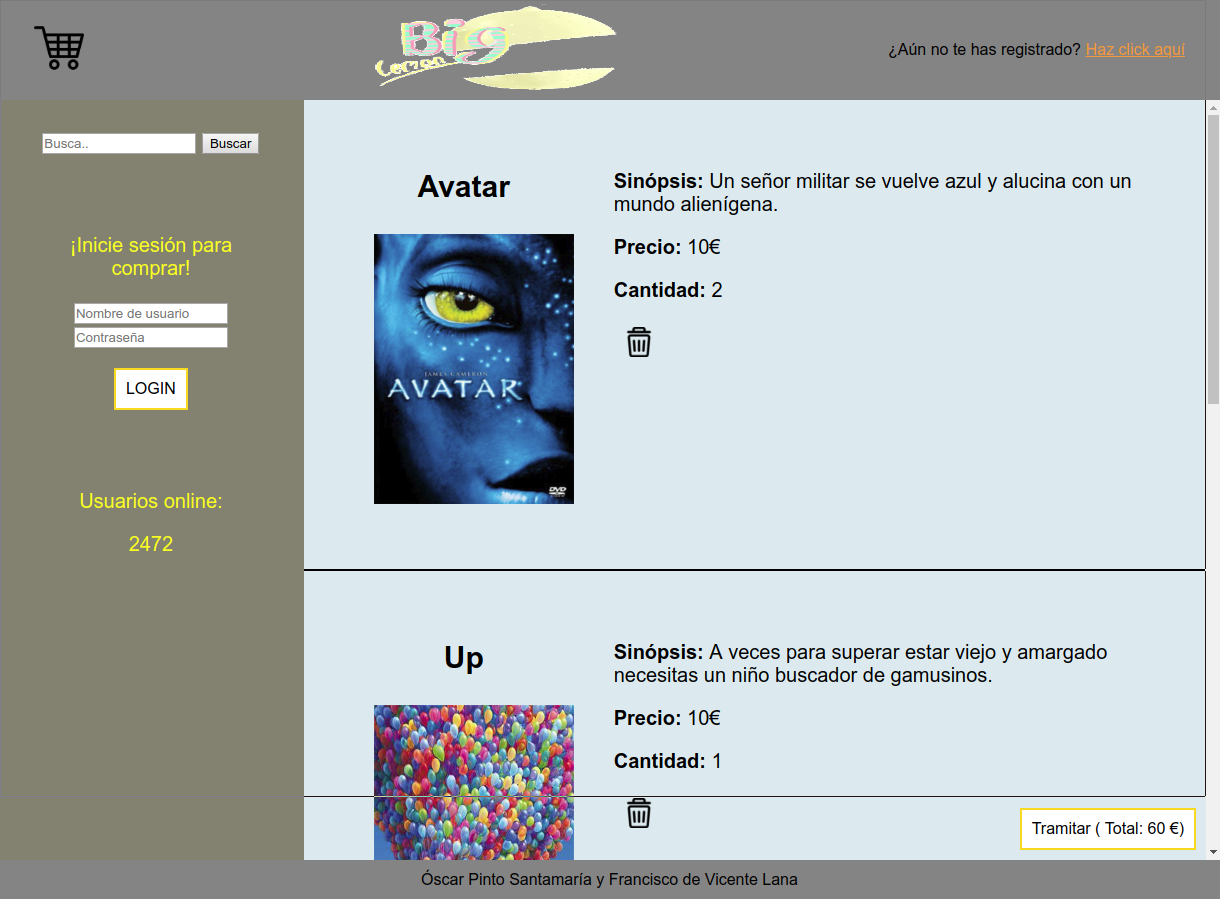 Big
Lemon
¿Aún no te has registrado? Haz click aquí
Busca..
Buscar
¡Inicie sesión para
comprar!
Nombre de usuario
Contraseña
LOGIN
Usuarios online:
2472
Avatar
JAMES CAMERON
AVATAR
DVD
Sinópsis: Un señor militar se vuelve azul y alucina con un
mundo alienígena.
Precio: 10€
Cantidad: 2
Up
Sinópsis: A veces para superar estar viejo y amargado
necesitas un niño buscador de gamusinos.
Precio: 10€
Cantidad: 1
Tramitar ( Total: 60 €)
Óscar Pinto Santamaría y Francisco de Vicente Lana